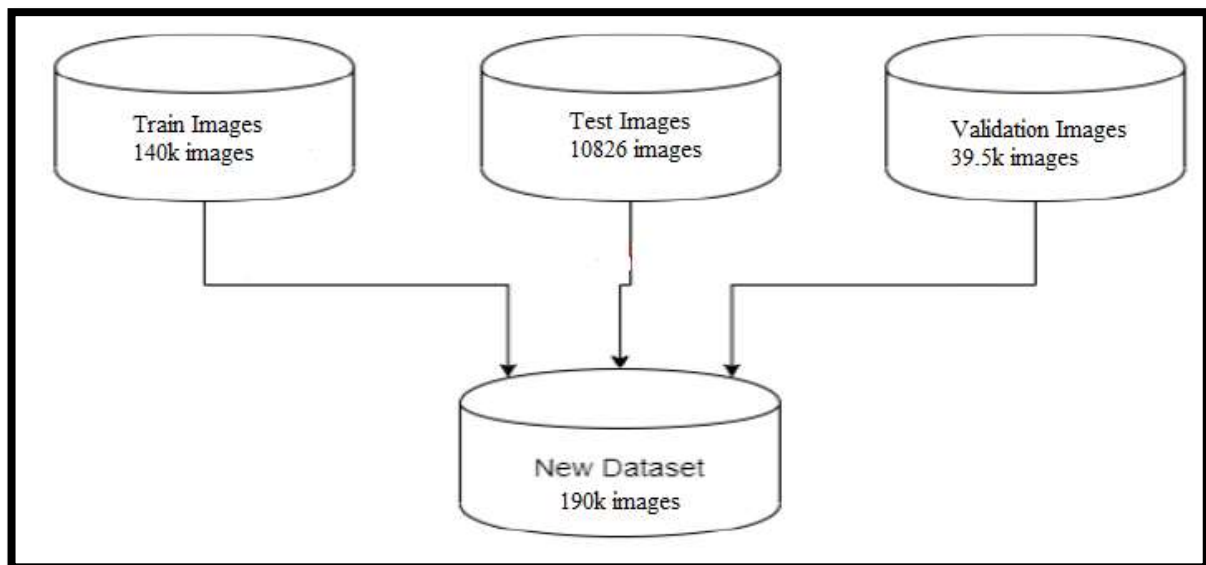 Train Images
140k images
Test Images
10826 images
Validation Images
39.5k images
New Dataset
190k images